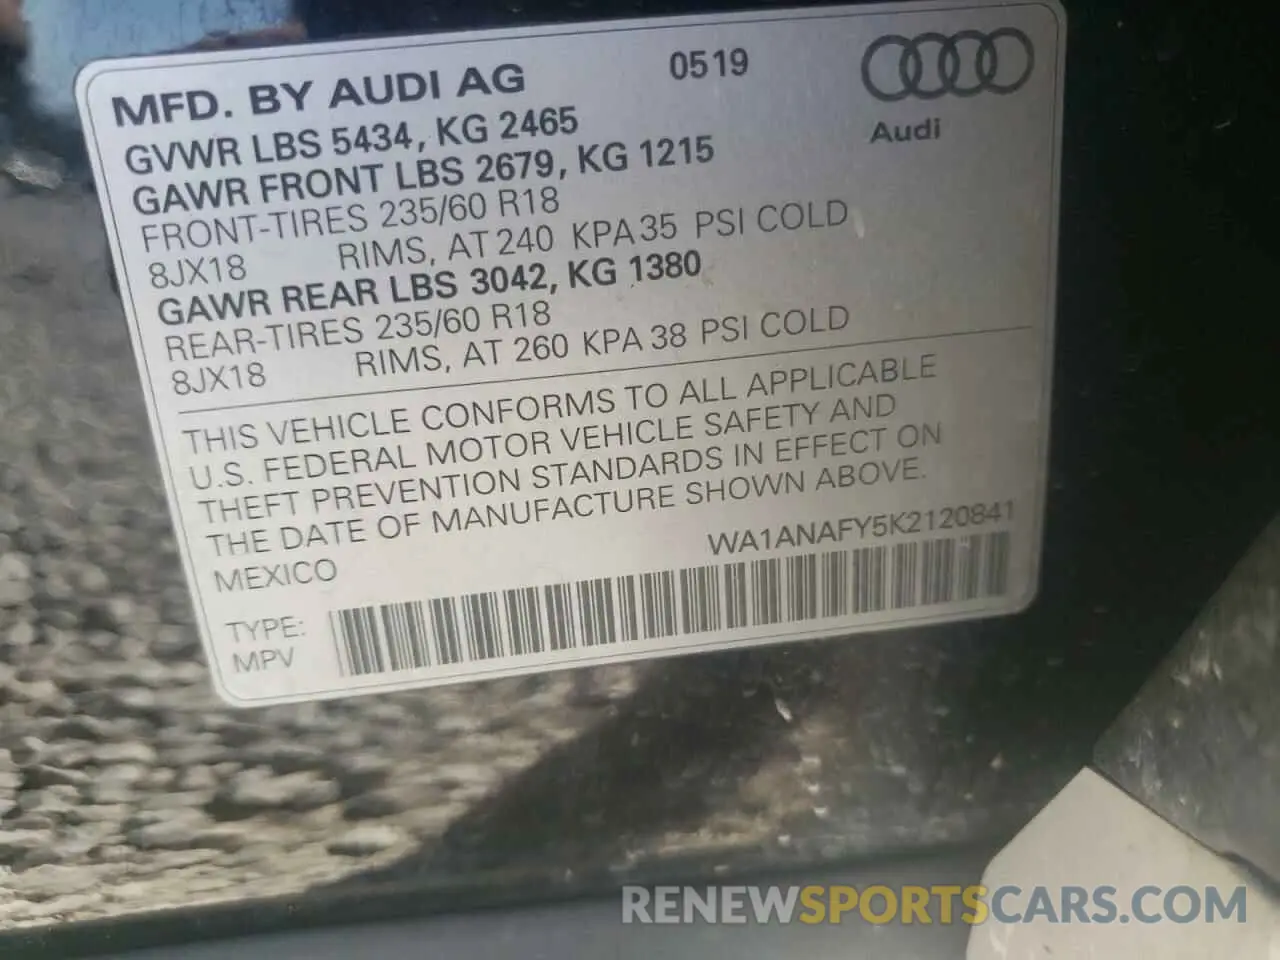 MFD. BY AUDI AG 0519
Audi
GVWR LBS 5434, KG 2465
GAWR FRONT LBS 2679, KG 1215
FRONT-TIRES 235/60 R18
8JX18 RIMS, AT 240 KPA 35 PSI COLD
GAWR REAR LBS 3042, KG 1380
REAR-TIRES 235/60 R18
8JX18 RIMS, AT 260 KPA 38 PSI COLD
THIS VEHICLE CONFORMS TO ALL APPLICABLE
U.S. FEDERAL MOTOR VEHICLE SAFETY AND
THEFT PREVENTION STANDARDS IN EFFECT ON
THE DATE OF MANUFACTURE SHOWN ABOVE.
MEXICO WA1ANAFY5K2120841
TYPE:
MPV
RENEWSPORTSCARS.COM